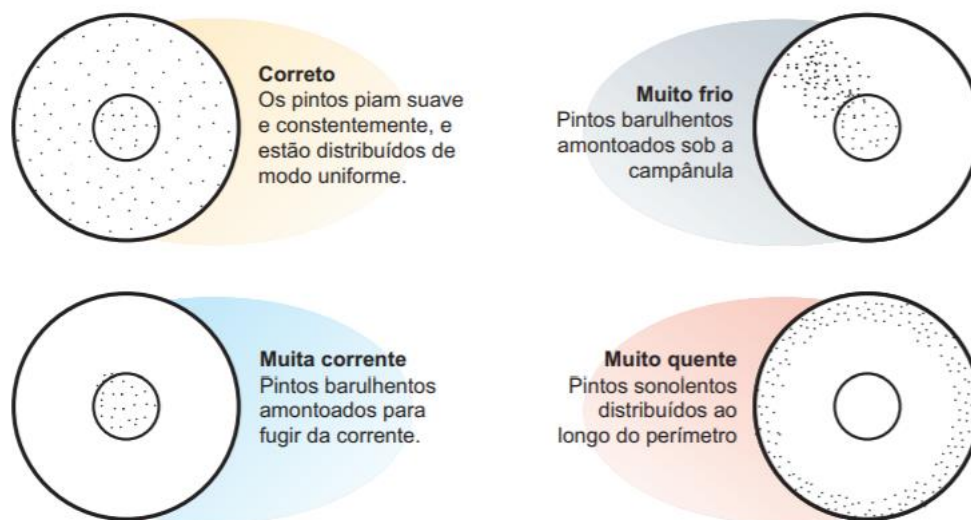 Correto
Os pintos piam suave
e constentemente, e
estão distribuídos de
modo uniforme.
Muito frio
Pintos barulhentos
amontoados sob a
campânula
Muita corrente
Pintos barulhentos
amontoados para
fugir da corrente.
Muito quente
Pintos sonolentos
distribuídos ao
longo do perímetro